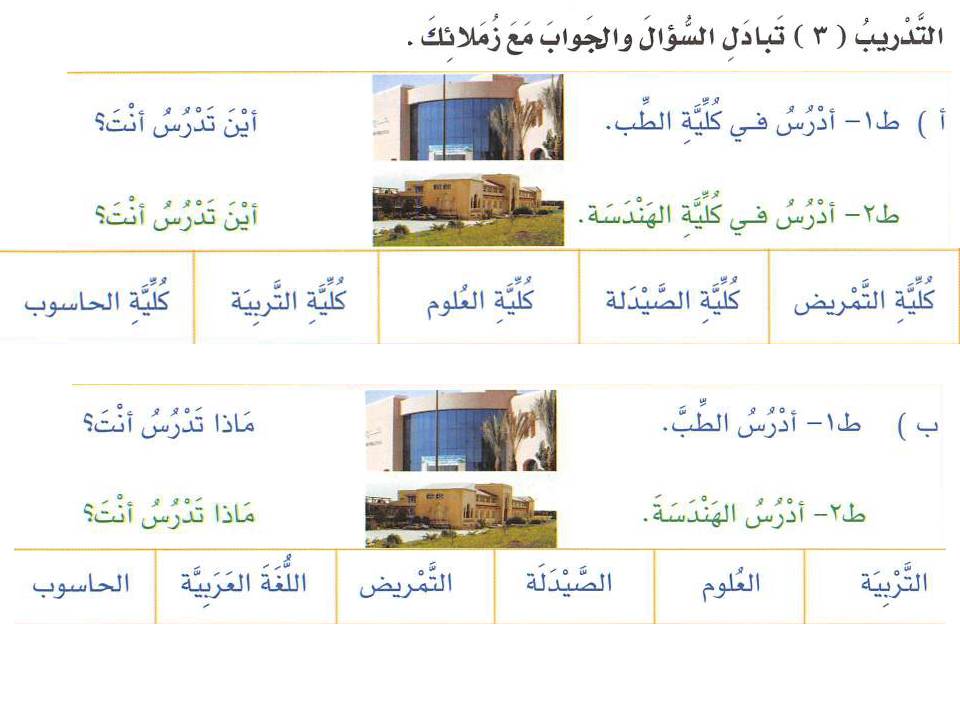 التَّدْريبُ ( ٣ ) تَبادَلِ السُّؤالَ والجَوابَ مَعَ زُمَلائِكَ .
أ ) ط١- أدْرُسُ فـي كُلِّيَّةِ الطِّب. أيْنَ تَدْرُسُ أنْتَ؟
ط٢- أدْرُسُ فـي كُلِّيَّةِ الهَنْدَسَة. أيْنَ تَدْرُسُ أنْتَ؟
كُلِّيَّةِ التَّمْريض كُلِّيَّةِ الصَّيْدَلة كُلِّيَّةِ العُلوم كُلِّيَّةِ التَّربِيَة كُلِّيَّةِ الحاسوب
ب ) ط١- أدْرُسُ الطِّبَّ. مَاذا تَدْرُسُ أنْتَ؟
ط٢- أدْرُسُ الهَنْدَسَةَ. مَاذا تَدْرُسُ أنْتَ؟
التَّرْبِيَة العُلوم الصَّيْدَلَة التَّمْريض اللُّغَةَ العَرَبِيَّة الحاسوب